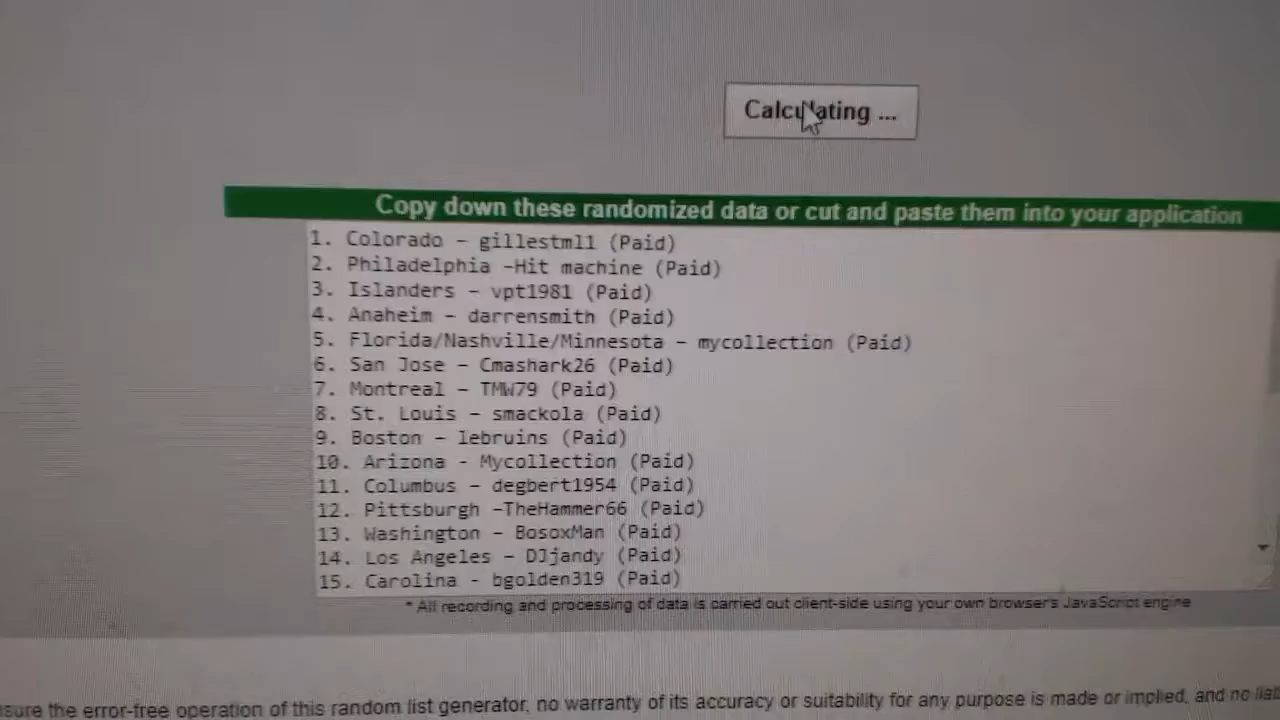 Calculating ...
Copy down these randomized data or cut and paste them into your application
1. Colorado - gillestml1 (Paid)
2. Philadelphia -Hit machine (Paid)
3. Islanders - vpt1981 (Paid)
4. Anaheim - darrensmith (Paid)
5. Florida/Nashville/Minnesota - mycollection (Paid)
6. San Jose - Cmashark26 (Paid)
7. Montreal - TMW79 (Paid)
8. St. Louis - smackola (Paid)
9. Boston - Iebruins (Paid)
10. Arizona - Mycollection (Paid)
11. Columbus - degbert1954 (Paid)
12. Pittsburgh -TheHammer66 (Paid)
13. Washington - BosoxMan (Paid)
14. Los Angeles - DJjandy (Paid)
15. Carolina - bgolden319 (Paid)
* All recording and processing of data is carried out client-side using your own browser's JavaScript engine
the error-free operation of this random list generator, no warranty of its accuracy or suitability for any purpose is made or implied, and no